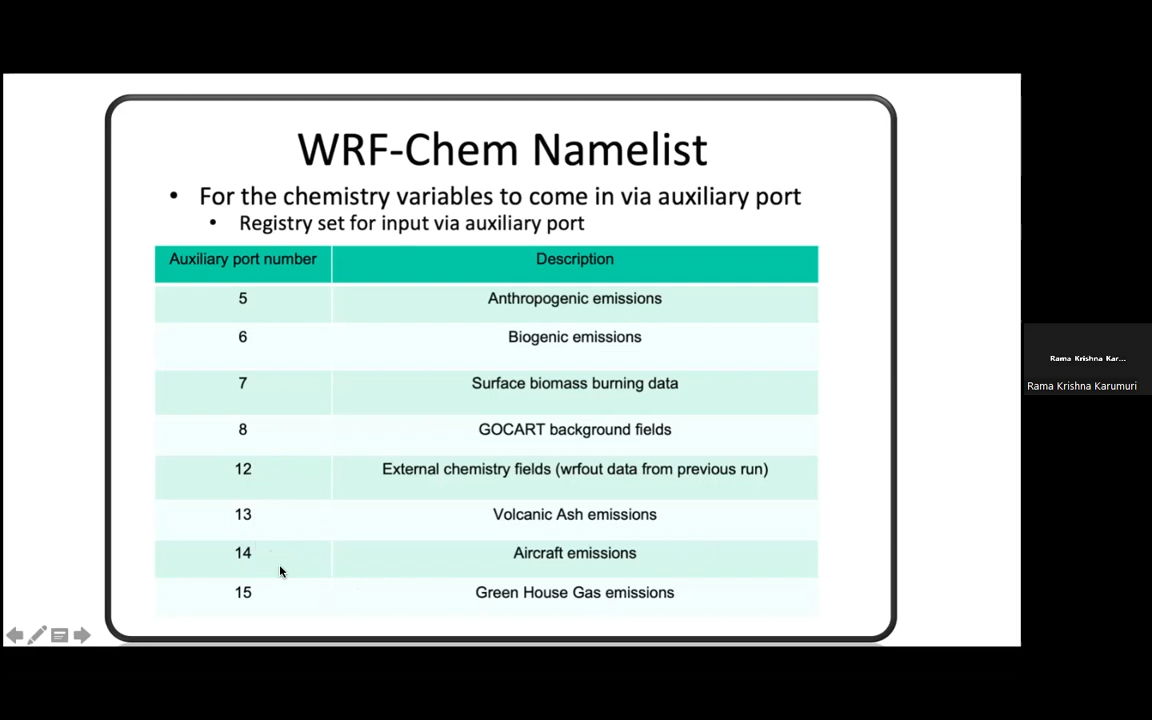 WRF-Chem Namelist
• For the chemistry variables to come in via auxiliary port
• Registry set for input via auxiliary port
Auxiliary port number Description
5 Anthropogenic emissions
6 Biogenic emissions
7 Surface biomass burning data
8 GOCART background fields
12 External chemistry fields (wrfout data from previous run)
13 Volcanic Ash emissions
14 Aircraft emissions
15 Green House Gas emissions
Rama Krishna Kar...
Rama Krishna Karumuri